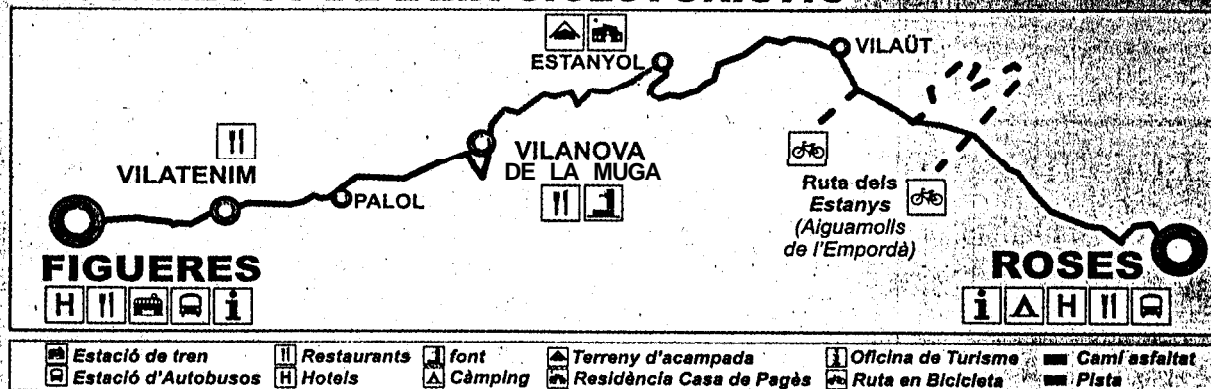 ESTANYOL
VILAÜT
VILATENIM
VILANOVA
DE LA MUGA
PALOL
Ruta dels
Estanys
(Aiguamolls
de l'Empordà)
FIGUERES
ROSES
H
i
i
H
Estació de tren
Restaurants
font
Terreny d'acampada
Oficina de Turisme
Camí asfaltat
Estació d'Autobusos
H Hotels
Càmping
Residència Casa de Pagès
Ruta en Bicicleta
Pista